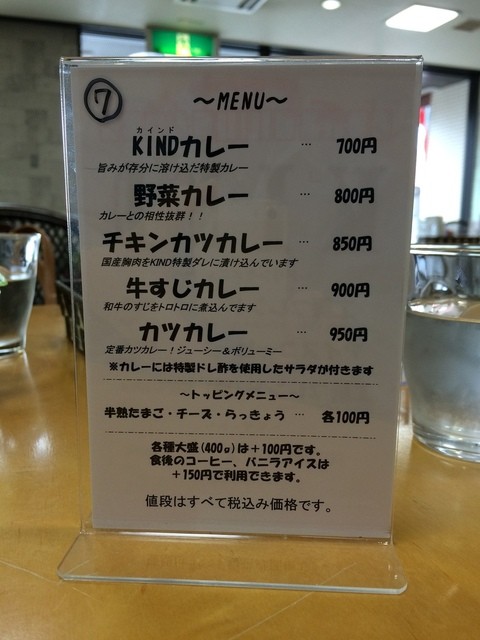 ⑦
～MENU～
カインド
KINDカレー … 700円
旨みが存分に溶け込だ特製カレー
野菜カレー … 800円
カレーとの相性抜群！！
チキンカツカレー … 850円
国産胸肉をKIND特製ダレに漬け込んでいます
牛すじカレー … 900円
和牛のすじをトロトロに煮込んでます
カツカレー … 950円
定番カツカレー！ジューシー＆ボリューミー
※カレーには特製ドレ酢を使用したサラダが付きます
～トッピングメニュー～
半熟たまご・チーズ・らっきょう … 各100円
各種大盛(400g)は＋100円です。
食後のコーヒー、バニラアイスは
＋150円で利用できます。
値段はすべて税込み価格です。